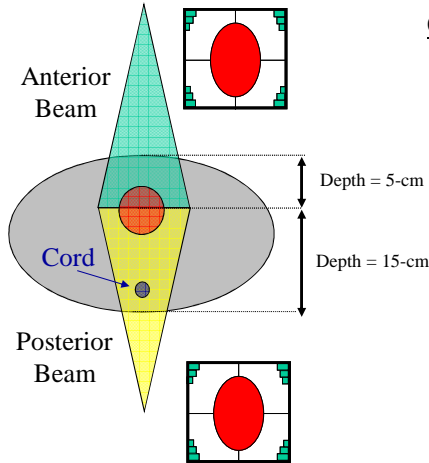 Anterior
Beam
Depth = 5-cm
Cord
Depth = 15-cm
Posterior
Beam